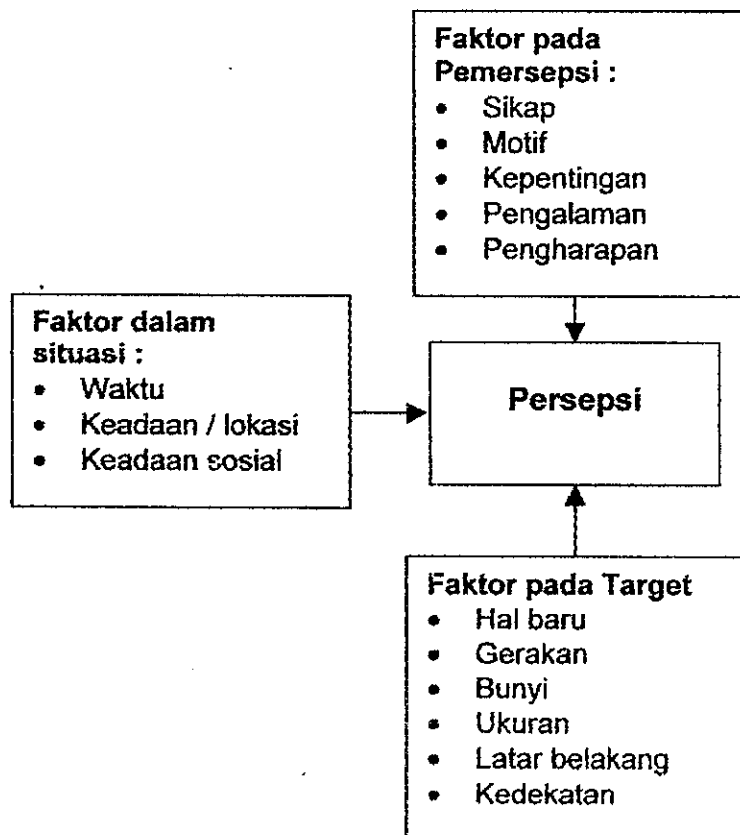 Faktor pada
Pemersepsi :
• Sikap
• Motif
• Kepentingan
• Pengalaman
• Pengharapan
Faktor dalam
situasi :
• Waktu
• Keadaan / lokasi
• Keadaan sosial
Persepsi
Faktor pada Target
• Hal baru
• Gerakan
• Bunyi
• Ukuran
• Latar belakang
• Kedekatan